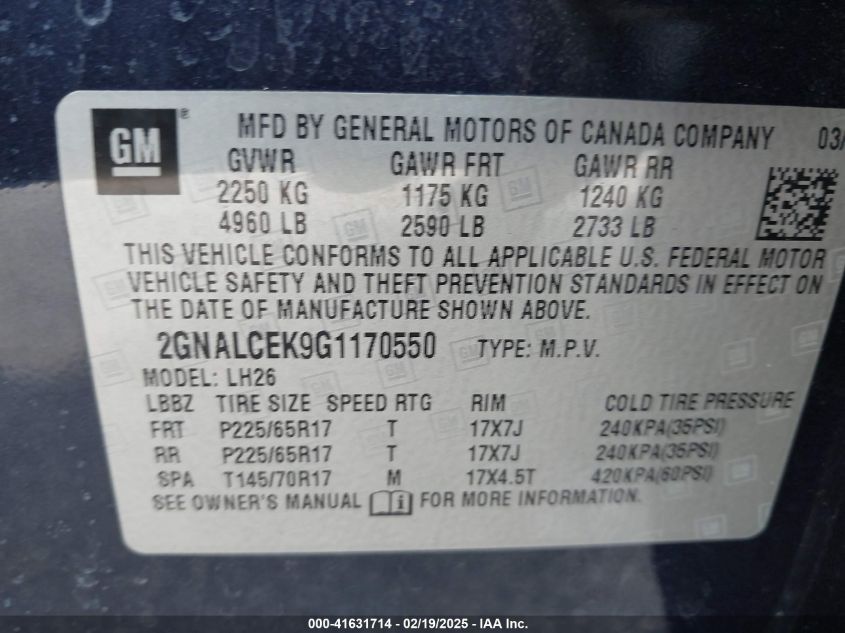 GM ® MFD BY GENERAL MOTORS OF CANADA COMPANY 03/
GVWR GAWR FRT GAWR RR
2250 KG 1175 KG 1240 KG
4960 LB 2590 LB 2733 LB
THIS VEHICLE CONFORMS TO ALL APPLICABLE U.S. FEDERAL MOTOR
VEHICLE SAFETY AND THEFT PREVENTION STANDARDS IN EFFECT ON
THE DATE OF MANUFACTURE SHOWN ABOVE.
2GNALCEK9G1170550 TYPE: M.P.V.
MODEL: LH26
LBBZ TIRE SIZE SPEED RTG RIM COLD TIRE PRESSURE
FRT P225/65R17 T 17X7J 240KPA(35PSI)
RR P225/65R17 T 17X7J 240KPA(35PSI)
SPA T145/70R17 M 17X4.5T 420KPA(60PSI)
SEE OWNER'S MANUAL i FOR MORE INFORMATION.
000-41631714 - 02/19/2025 - IAA Inc.